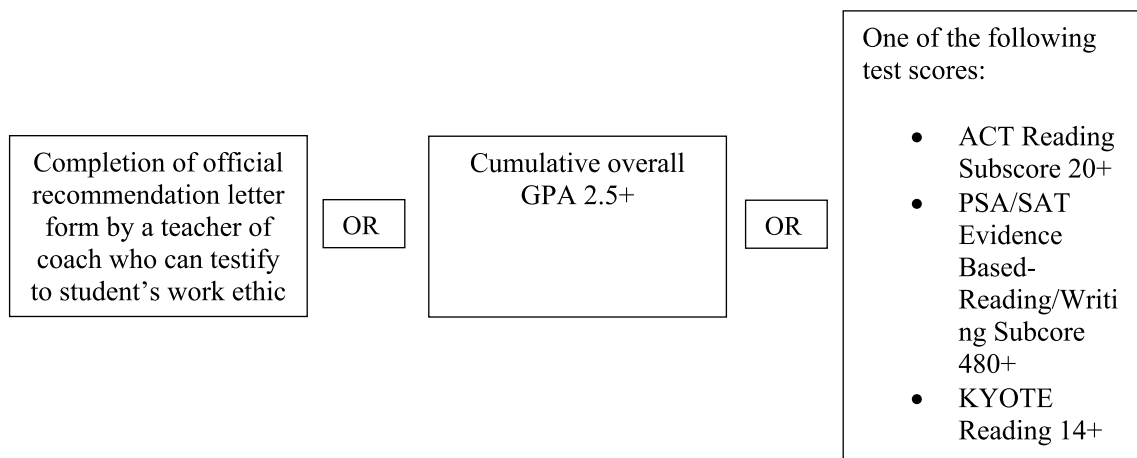 Completion of official
recommendation letter
form by a teacher of
coach who can testify
to student’s work ethic
OR
Cumulative overall
GPA 2.5+
OR
One of the following
test scores:
• ACT Reading
Subscore 20+
• PSA/SAT
Evidence
Based-
Reading/Writi
ng Subcore
480+
• KYOTE
Reading 14+